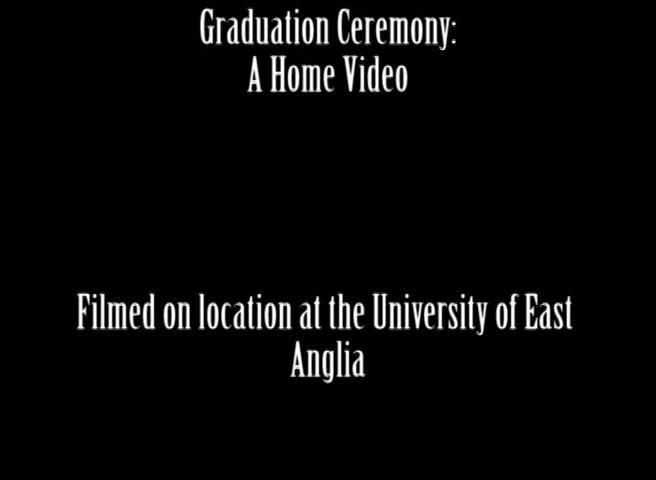 Graduation Ceremony:
A Home Video
Filmed on location at the University of East
Anglia